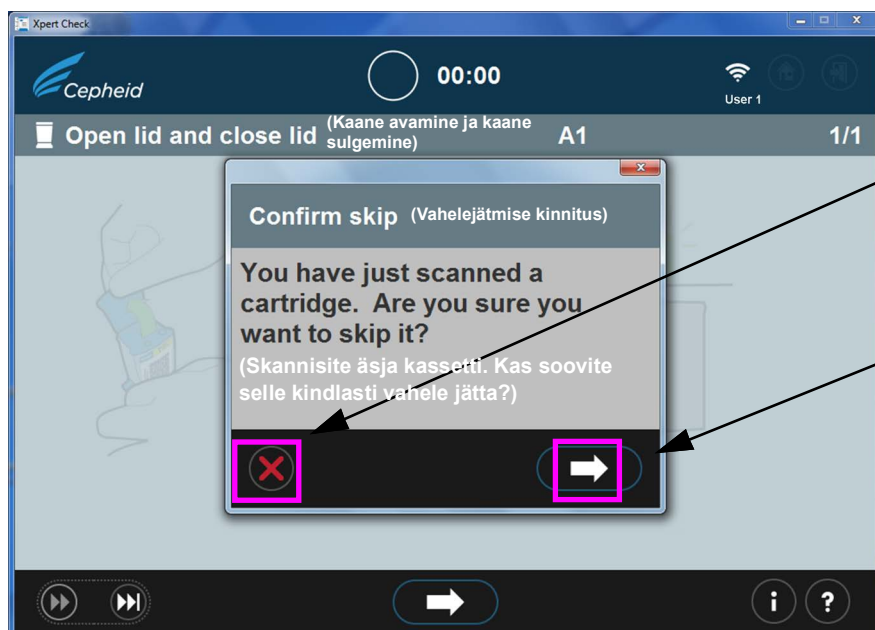 Xpert Check
Cepheid
00:00
User 1
Open lid and close lid (Kaane avamine ja kaane sulgemine) A1 1/1
Confirm skip (Vahelejätmise kinnitus)
You have just scanned a
cartridge. Are you sure you
want to skip it?
(Skannisite äsja kassetti. Kas soovite
selle kindlasti vahele jätta?)
i ?